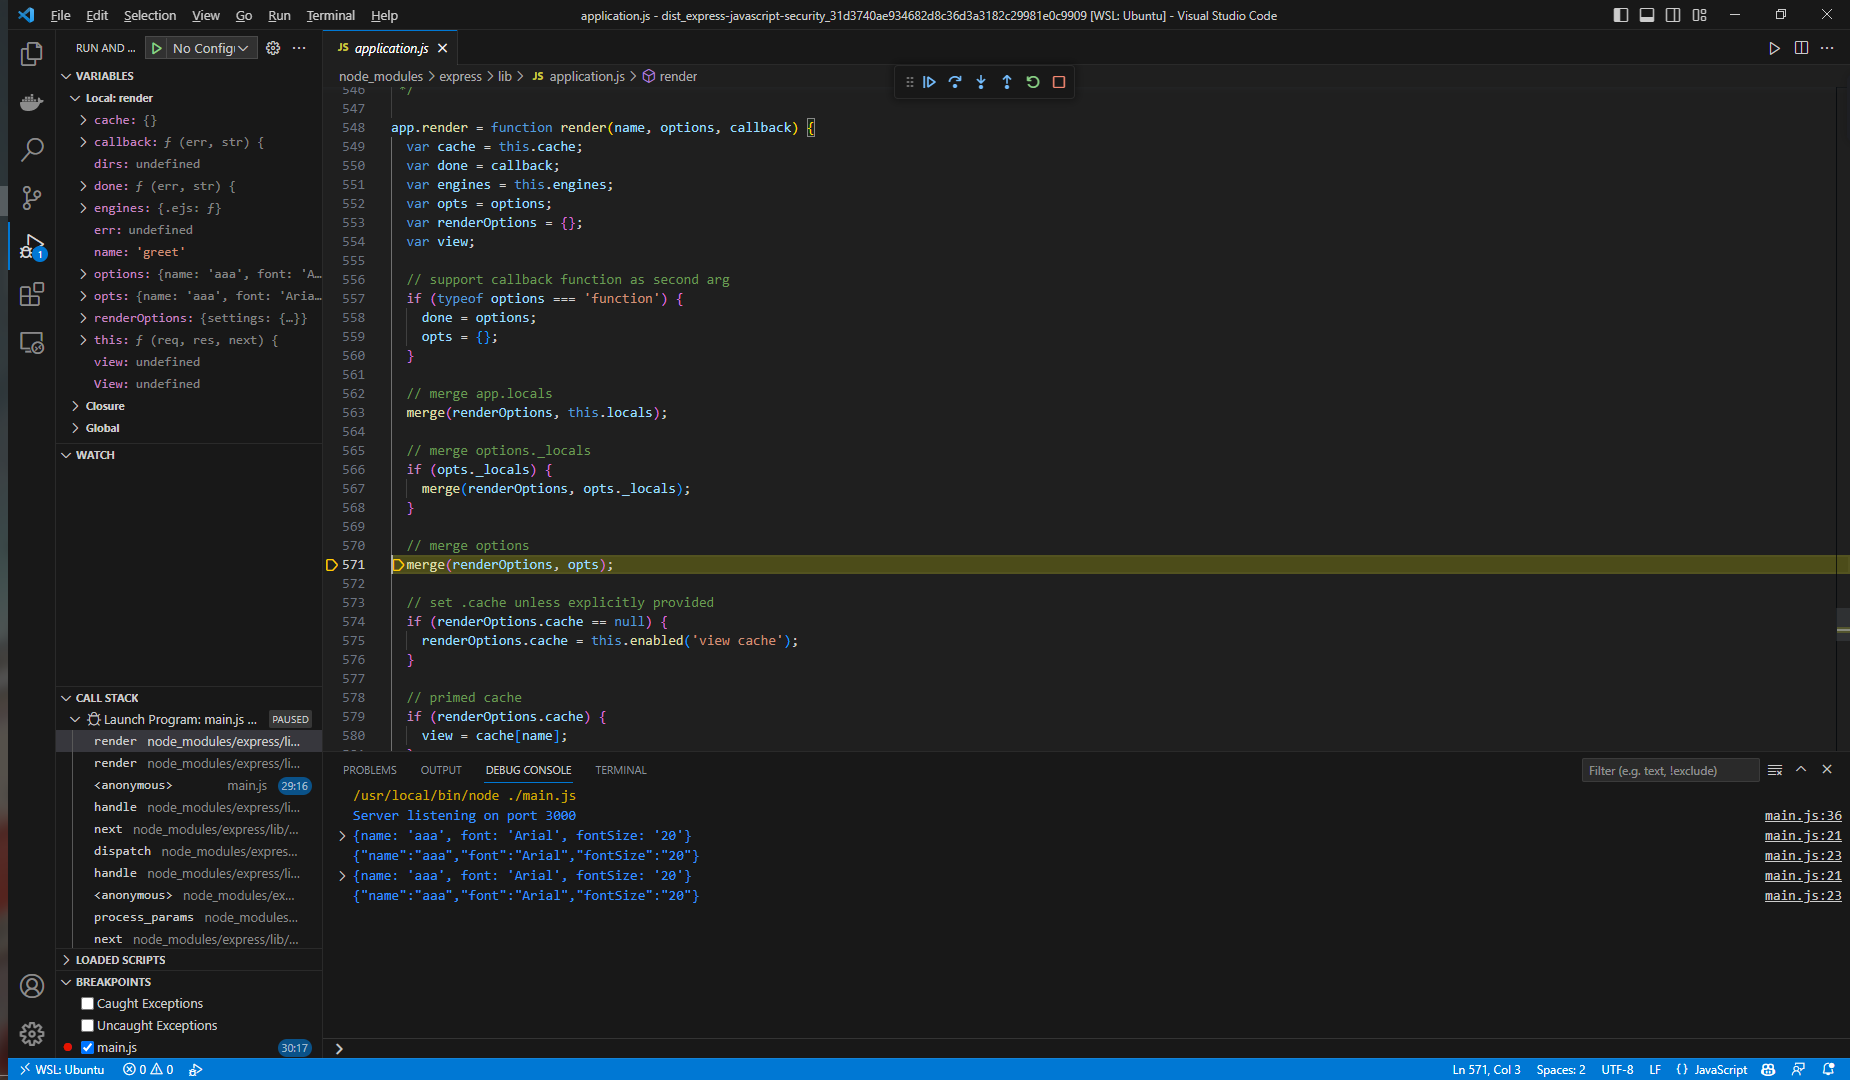 File Edit Selection View Go Run Terminal Help
application.js - dist_express-javascript-security_31d3740ae934682d8c36d3a3182c29981e0c9909 [WSL: Ubuntu] - Visual Studio Code
RUN AND ... No Config
VARIABLES
Local: render
cache: {}
callback: ƒ (err, str) {
dirs: undefined
done: ƒ (err, str) {
engines: {.ejs: ƒ}
err: undefined
name: 'greet'
options: {name: 'aaa', font: 'A...
opts: {name: 'aaa', font: 'Aria...
renderOptions: {settings: {…}}
this: ƒ (req, res, next) {
view: undefined
View: undefined
Closure
Global
WATCH
CALL STACK
Launch Program: main.js ... PAUSED
render node_modules/express/li...
render node_modules/express/li...
<anonymous> main.js 29:16
handle node_modules/express/li...
next node_modules/express/lib/...
dispatch node_modules/expres...
handle node_modules/express/li...
<anonymous> node_modules/ex...
process_params node_modules...
next node_modules/express/lib/...
LOADED SCRIPTS
BREAKPOINTS
Caught Exceptions
Uncaught Exceptions
main.js 30:17
1
JS application.js
node_modules > express > lib > JS application.js > render
546 */
547
548 app.render = function render(name, options, callback) {
549 var cache = this.cache;
550 var done = callback;
551 var engines = this.engines;
552 var opts = options;
553 var renderOptions = {};
554 var view;
555
556 // support callback function as second arg
557 if (typeof options === 'function') {
558 done = options;
559 opts = {};
560 }
561
562 // merge app.locals
563 merge(renderOptions, this.locals);
564
565 // merge options._locals
566 if (opts._locals) {
567 merge(renderOptions, opts._locals);
568 }
569
570 // merge options
571 merge(renderOptions, opts);
572
573 // set .cache unless explicitly provided
574 if (renderOptions.cache == null) {
575 renderOptions.cache = this.enabled('view cache');
576 }
577
578 // primed cache
579 if (renderOptions.cache) {
580 view = cache[name];
PROBLEMS OUTPUT DEBUG CONSOLE TERMINAL
Filter (e.g. text, !exclude)
/usr/local/bin/node ./main.js
Server listening on port 3000 main.js:36
{name: 'aaa', font: 'Arial', fontSize: '20'} main.js:21
{"name":"aaa","font":"Arial","fontSize":"20"} main.js:23
{name: 'aaa', font: 'Arial', fontSize: '20'} main.js:21
{"name":"aaa","font":"Arial","fontSize":"20"} main.js:23
WSL: Ubuntu 0 0 Ln 571, Col 3 Spaces: 2 UTF-8 LF {} JavaScript